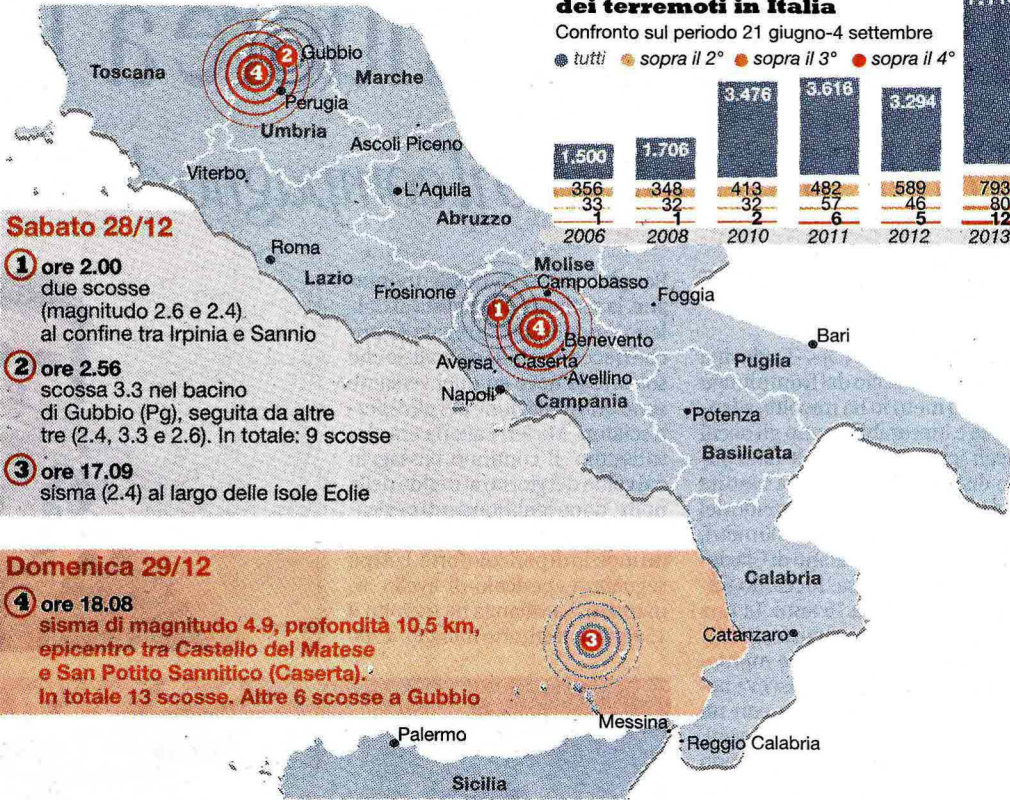 dei terremoti in Italia
Confronto sul periodo 21 giugno-4 settembre
tutti sopra il 2° sopra il 3° sopra il 4°
1.500 1.706 3.476 3.616 3.294
356 348 413 482 589 793
33 32 32 57 46 80
1 1 2 6 5 12
2006 2008 2010 2011 2012 2013
Toscana
2 Gubbio
4
Marche
Perugia
Umbria
Ascoli Piceno
Viterbo
L'Aquila
Abruzzo
Roma
Lazio
Frosinone
Molise
Campobasso
Foggia
1
4
Benevento
Bari
Aversa
Caserta
Puglia
Avellino
Napoli
Campania
Potenza
Basilicata
Sabato 28/12
1 ore 2.00
due scosse
(magnitudo 2.6 e 2.4)
al confine tra Irpinia e Sannio
2 ore 2.56
scossa 3.3 nel bacino
di Gubbio (Pg), seguita da altre
tre (2.4, 3.3 e 2.6). In totale: 9 scosse
3 ore 17.09
sisma (2.4) al largo delle isole Eolie
Domenica 29/12
4 ore 18.08
sisma di magnitudo 4.9, profondità 10,5 km,
epicentro tra Castello del Matese
e San Potito Sannitico (Caserta).
In totale 13 scosse. Altre 6 scosse a Gubbio
Calabria
3
Catanzaro
Messina
Reggio Calabria
Palermo
Sicilia